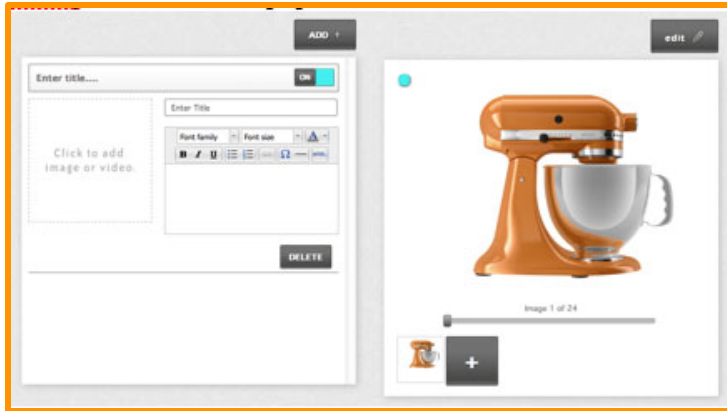 ADD +
edit
Enter title....
ON
Enter Title
Font family
Font size
A
B I U
Ω
HTML
Click to add
image or video.
DELETE
Image 1 of 24
+